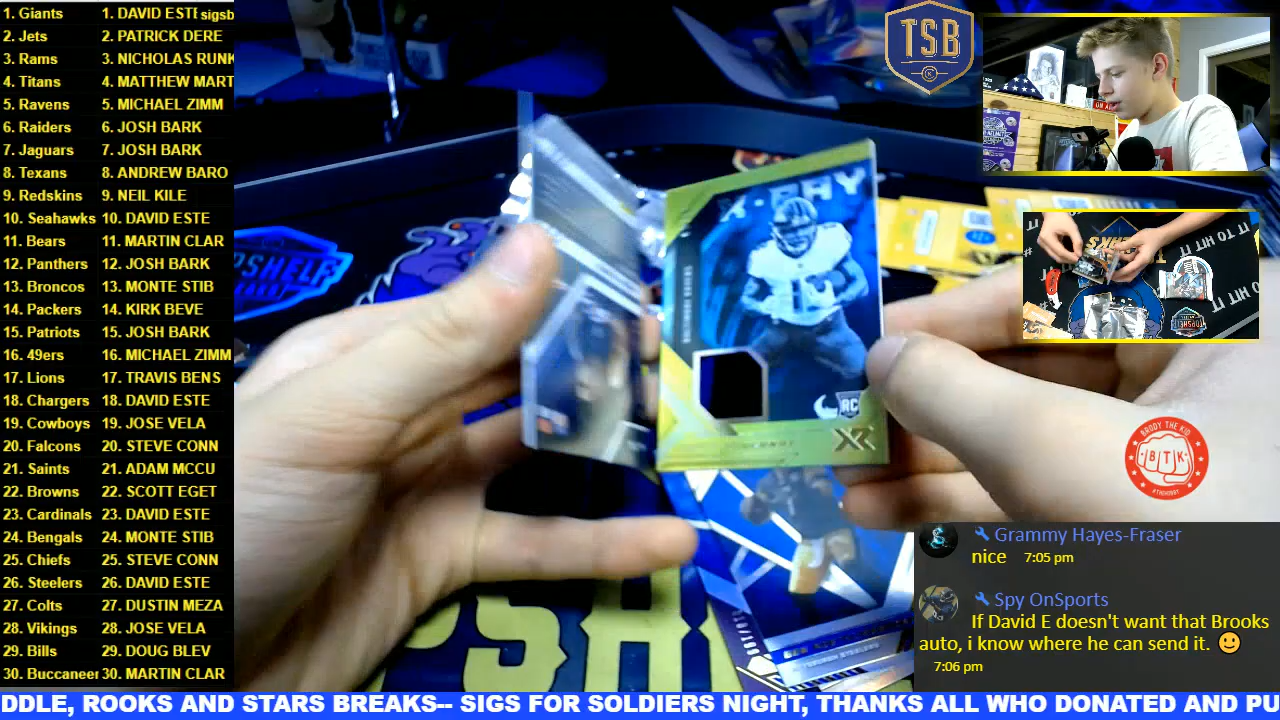 1. Giants 1. DAVID ESTE sigsb
2. Jets 2. PATRICK DERE
3. Rams 3. NICHOLAS RUNK
4. Titans 4. MATTHEW MART
5. Ravens 5. MICHAEL ZIMM
6. Raiders 6. JOSH BARK
7. Jaguars 7. JOSH BARK
8. Texans 8. ANDREW BARO
9. Redskins 9. NEIL KILE
10. Seahawks 10. DAVID ESTE
11. Bears 11. MARTIN CLAR
12. Panthers 12. JOSH BARK
13. Broncos 13. MONTE STIB
14. Packers 14. KIRK BEVE
15. Patriots 15. JOSH BARK
16. 49ers 16. MICHAEL ZIMM
17. Lions 17. TRAVIS BENS
18. Chargers 18. DAVID ESTE
19. Cowboys 19. JOSE VELA
20. Falcons 20. STEVE CONN
21. Saints 21. ADAM MCCU
22. Browns 22. SCOTT EGET
23. Cardinals 23. DAVID ESTE
24. Bengals 24. MONTE STIB
25. Chiefs 25. STEVE CONN
26. Steelers 26. DAVID ESTE
27. Colts 27. DUSTIN MEZA
28. Vikings 28. JOSE VELA
29. Bills 29. DOUG BLEV
30. Buccaneer 30. MARTIN CLAR
TSB
X-RAY
RC
XR
TOPSHELF
BRODY THE KID
BTK
Grammy Hayes-Fraser
nice 7:05 pm
Spy OnSports
If David E doesn't want that Brooks
auto, i know where he can send it.
7:06 pm
DDLE, ROOKS AND STARS BREAKS-- SIGS FOR SOLDIERS NIGHT, THANKS ALL WHO DONATED AND PU